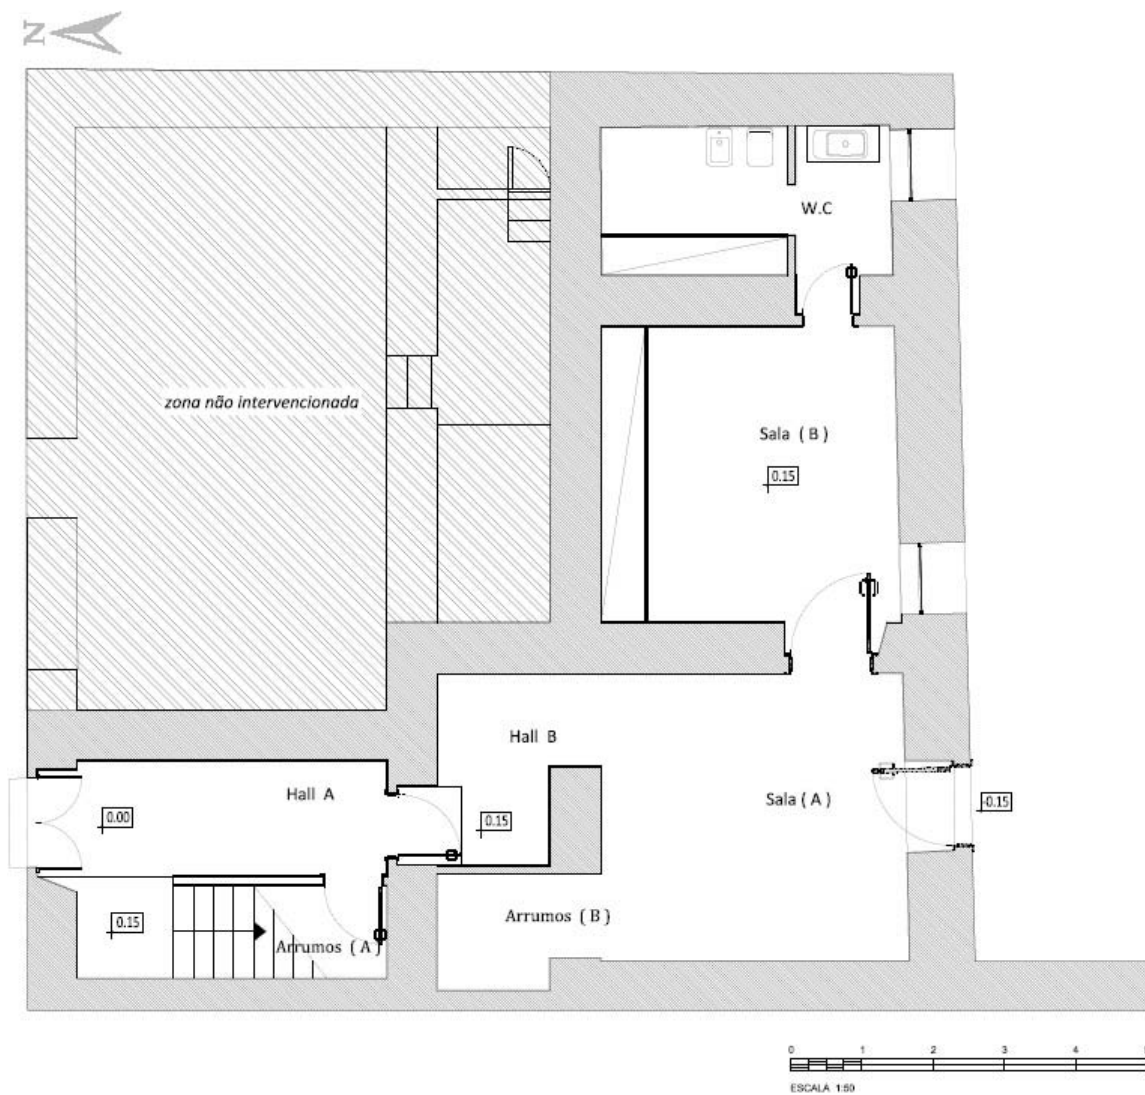 N
W.C
zona não intervencionada
Sala ( B )
0.15
Hall B
Hall A
Sala ( A )
0.00
0.15
-0.15
0.15
Arrumos ( A )
Arrumos ( B )
0 1 2 3 4 5
ESCALA 1:50